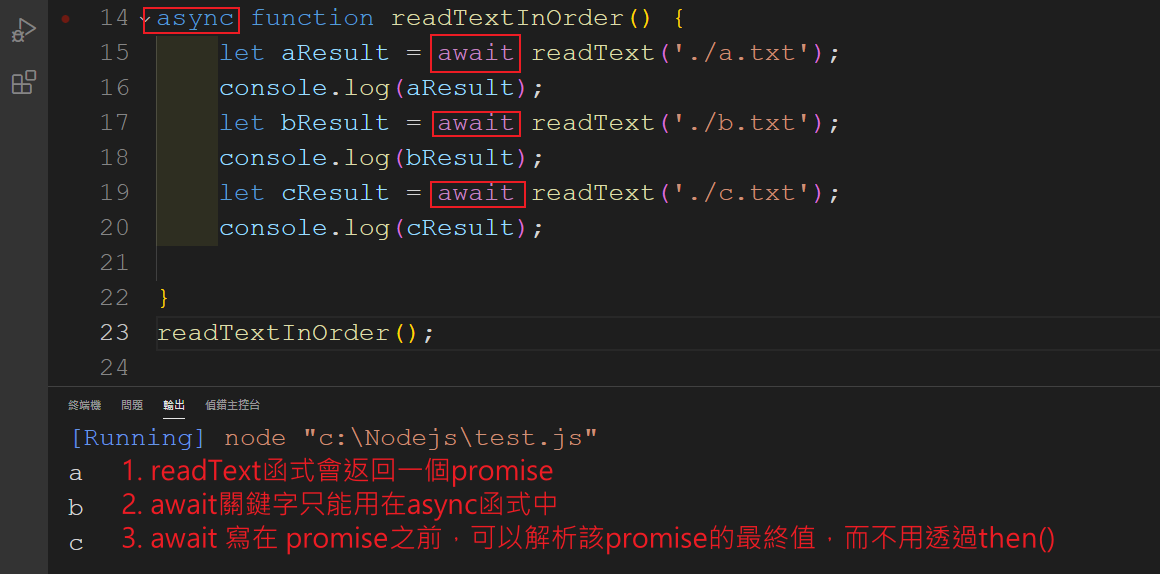 14 async function readTextInOrder() {
15 let aResult = await readText('./a.txt');
16 console.log(aResult);
17 let bResult = await readText('./b.txt');
18 console.log(bResult);
19 let cResult = await readText('./c.txt');
20 console.log(cResult);
21
22 }
23 readTextInOrder();
24
終端機 問題 輸出 偵錯主控台
[Running] node "c:\Nodejs\test.js"
a 1. readText函式會返回一個promise
b 2. await關鍵字只能用在async函式中
c 3. await 寫在 promise之前，可以解析該promise的最終值，而不用透過then()